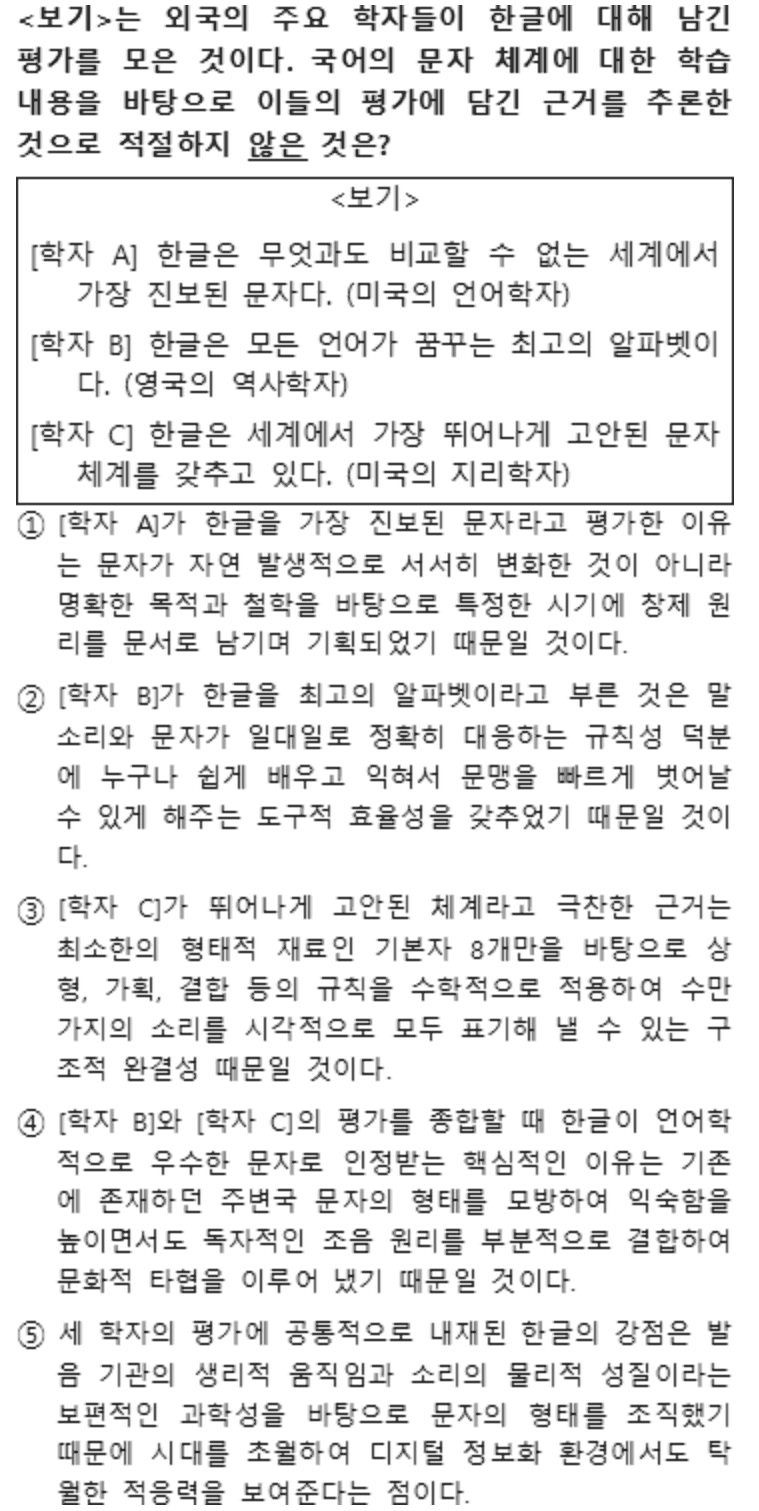 <보기>는 외국의 주요 학자들이 한글에 대해 남긴
평가를 모은 것이다. 국어의 문자 체계에 대한 학습
내용을 바탕으로 이들의 평가에 담긴 근거를 추론한
것으로 적절하지 않은 것은?
<보기>
[학자 A] 한글은 무엇과도 비교할 수 없는 세계에서
가장 진보된 문자다. (미국의 언어학자)
[학자 B] 한글은 모든 언어가 꿈꾸는 최고의 알파벳이
다. (영국의 역사학자)
[학자 C] 한글은 세계에서 가장 뛰어나게 고안된 문자
체계를 갖추고 있다. (미국의 지리학자)
① [학자 A]가 한글을 가장 진보된 문자라고 평가한 이유
는 문자가 자연 발생적으로 서서히 변화한 것이 아니라
명확한 목적과 철학을 바탕으로 특정한 시기에 창제 원
리를 문서로 남기며 기획되었기 때문일 것이다.
② [학자 B]가 한글을 최고의 알파벳이라고 부른 것은 말
소리와 문자가 일대일로 정확히 대응하는 규칙성 덕분
에 누구나 쉽게 배우고 익혀서 문맹을 빠르게 벗어날
수 있게 해주는 도구적 효율성을 갖추었기 때문일 것이
다.
③ [학자 C]가 뛰어나게 고안된 체계라고 극찬한 근거는
최소한의 형태적 재료인 기본자 8개만을 바탕으로 상
형, 가획, 결합 등의 규칙을 수학적으로 적용하여 수만
가지의 소리를 시각적으로 모두 표기해 낼 수 있는 구
조적 완결성 때문일 것이다.
④ [학자 B]와 [학자 C]의 평가를 종합할 때 한글이 언어학
적으로 우수한 문자로 인정받는 핵심적인 이유는 기존
에 존재하던 주변국 문자의 형태를 모방하여 익숙함을
높이면서도 독자적인 조음 원리를 부분적으로 결합하여
문화적 타협을 이루어 냈기 때문일 것이다.
⑤ 세 학자의 평가에 공통적으로 내재된 한글의 강점은 발
음 기관의 생리적 움직임과 소리의 물리적 성질이라는
보편적인 과학성을 바탕으로 문자의 형태를 조직했기
때문에 시대를 초월하여 디지털 정보화 환경에서도 탁
월한 적응력을 보여준다는 점이다.